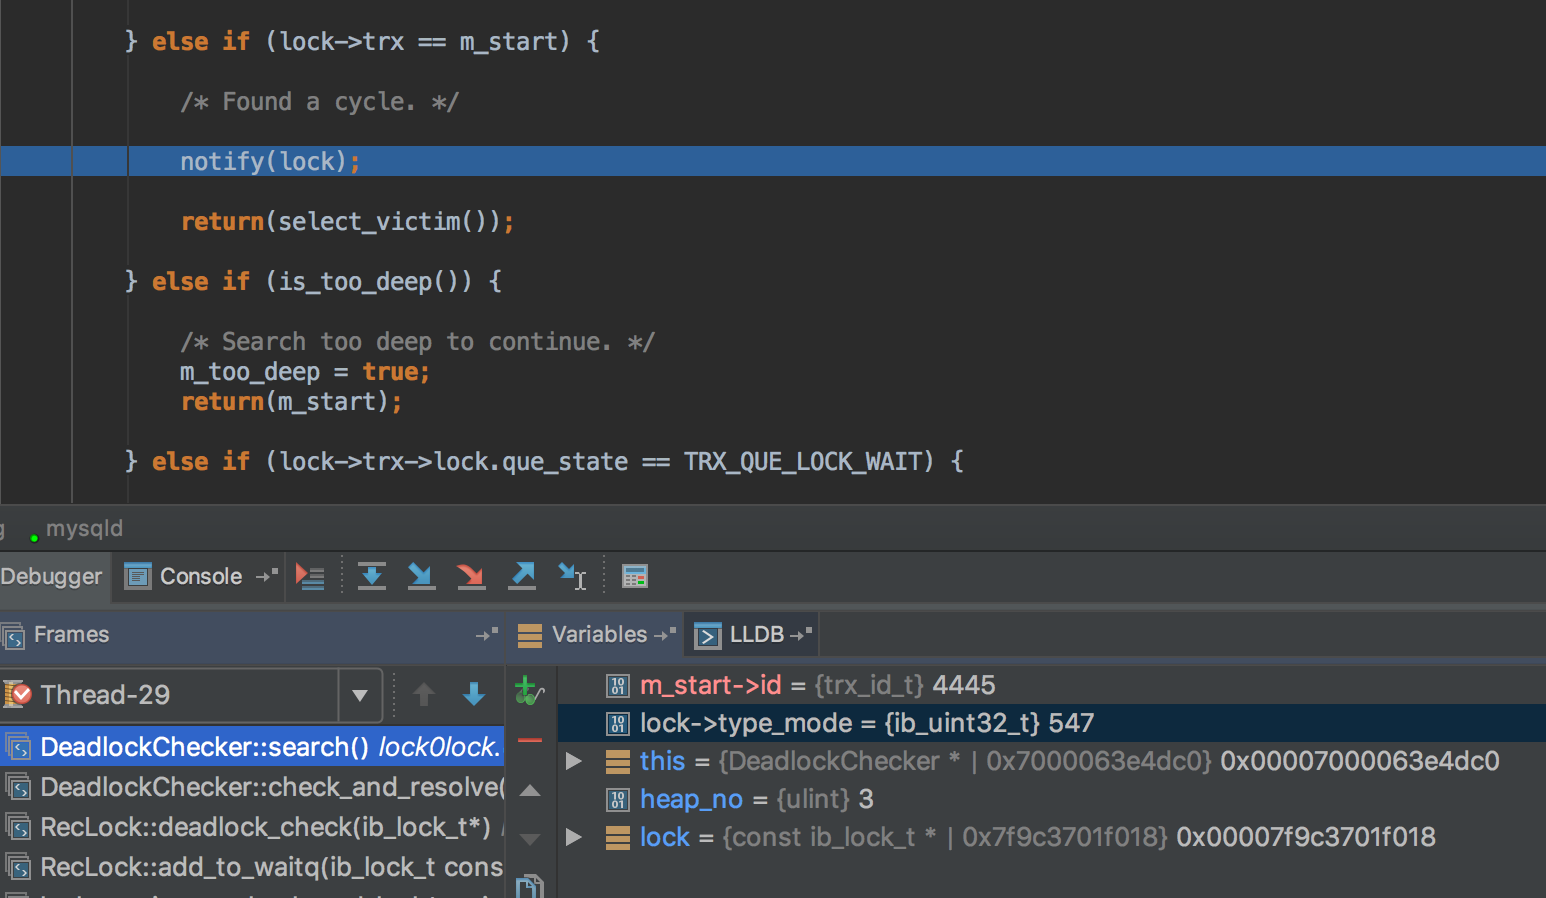 } else if (lock->trx == m_start) {
/* Found a cycle. */
notify(lock);
return(select_victim());
} else if (is_too_deep()) {
/* Search too deep to continue. */
m_too_deep = true;
return(m_start);
} else if (lock->trx->lock.que_state == TRX_QUE_LOCK_WAIT) {
mysqld
Debugger Console
Frames Variables LLDB
Thread-29
DeadlockChecker::search() lock0lock.
DeadlockChecker::check_and_resolve(
RecLock::deadlock_check(ib_lock_t*)
RecLock::add_to_waitq(ib_lock_t cons
m_start->id = {trx_id_t} 4445
lock->type_mode = {ib_uint32_t} 547
this = {DeadlockChecker * | 0x7000063e4dc0} 0x00007000063e4dc0
heap_no = {ulint} 3
lock = {const ib_lock_t * | 0x7f9c3701f018} 0x00007f9c3701f018